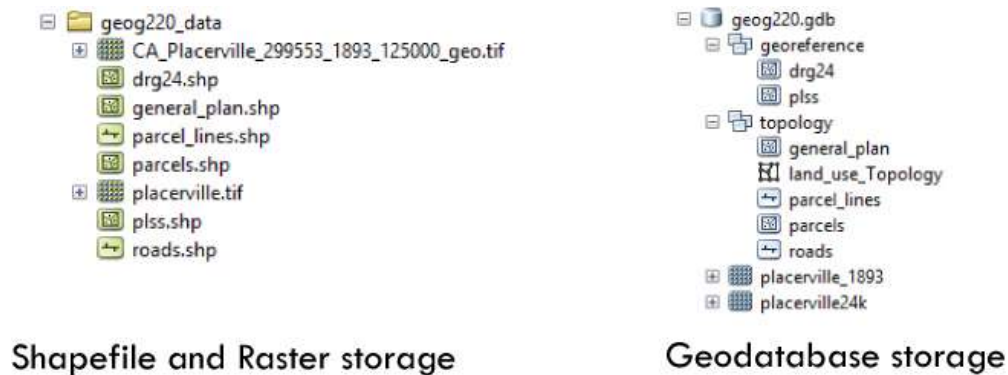 geog220_data
CA_Placerville_299553_1893_125000_geo.tif
drg24.shp
general_plan.shp
parcel_lines.shp
parcels.shp
placerville.tif
plss.shp
roads.shp
Shapefile and Raster storage
geog220.gdb
georeference
drg24
plss
topology
general_plan
land_use_Topology
parcel_lines
parcels
roads
placerville_1893
placerville24k
Geodatabase storage